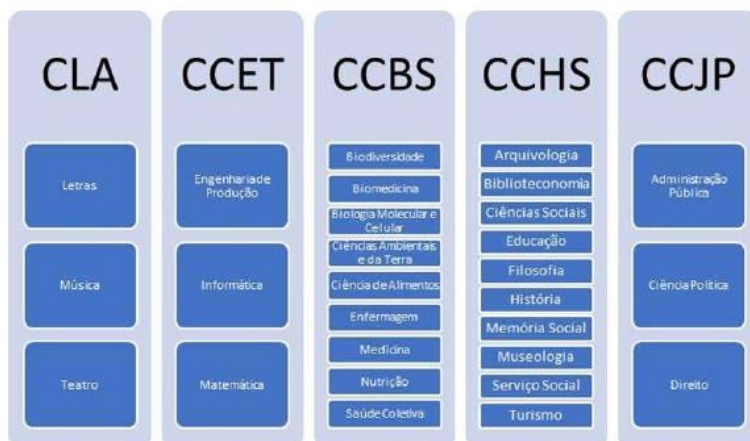 CLA
Letras
Música
Teatro
CCET
Engenharia de
Produção
Informática
Matemática
CCBS
Biodiversidade
Biomedicina
Biologia Molecular e
Celular
Ciências Ambientais
e da Terra
Ciência de Alimentos
Enfermagem
Medicina
Nutrição
Saúde Coletiva
CCHS
Arquivologia
Biblioteconomia
Ciências Sociais
Educação
Filosofia
História
Memória Social
Museologia
Serviço Social
Turismo
CCJP
Administração
Pública
Ciência Política
Direito